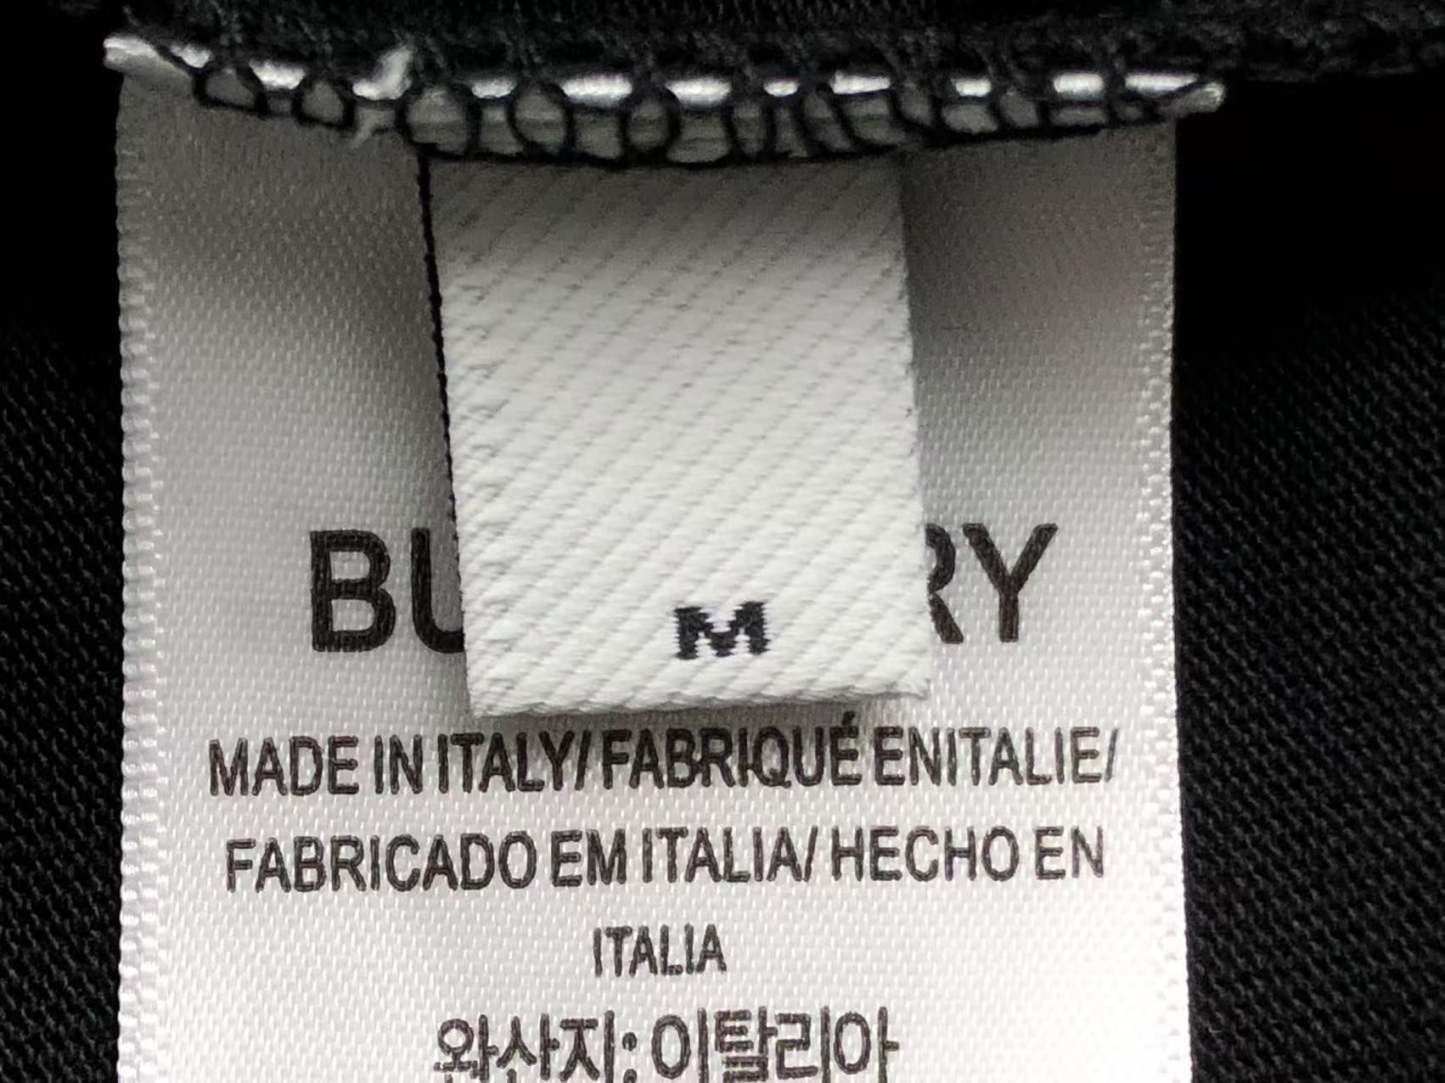 BU RY
M
MADE IN ITALY/ FABRIQUÉ ENITALIE/
FABRICADO EM ITALIA/ HECHO EN
ITALIA
완산지: 이탈리아